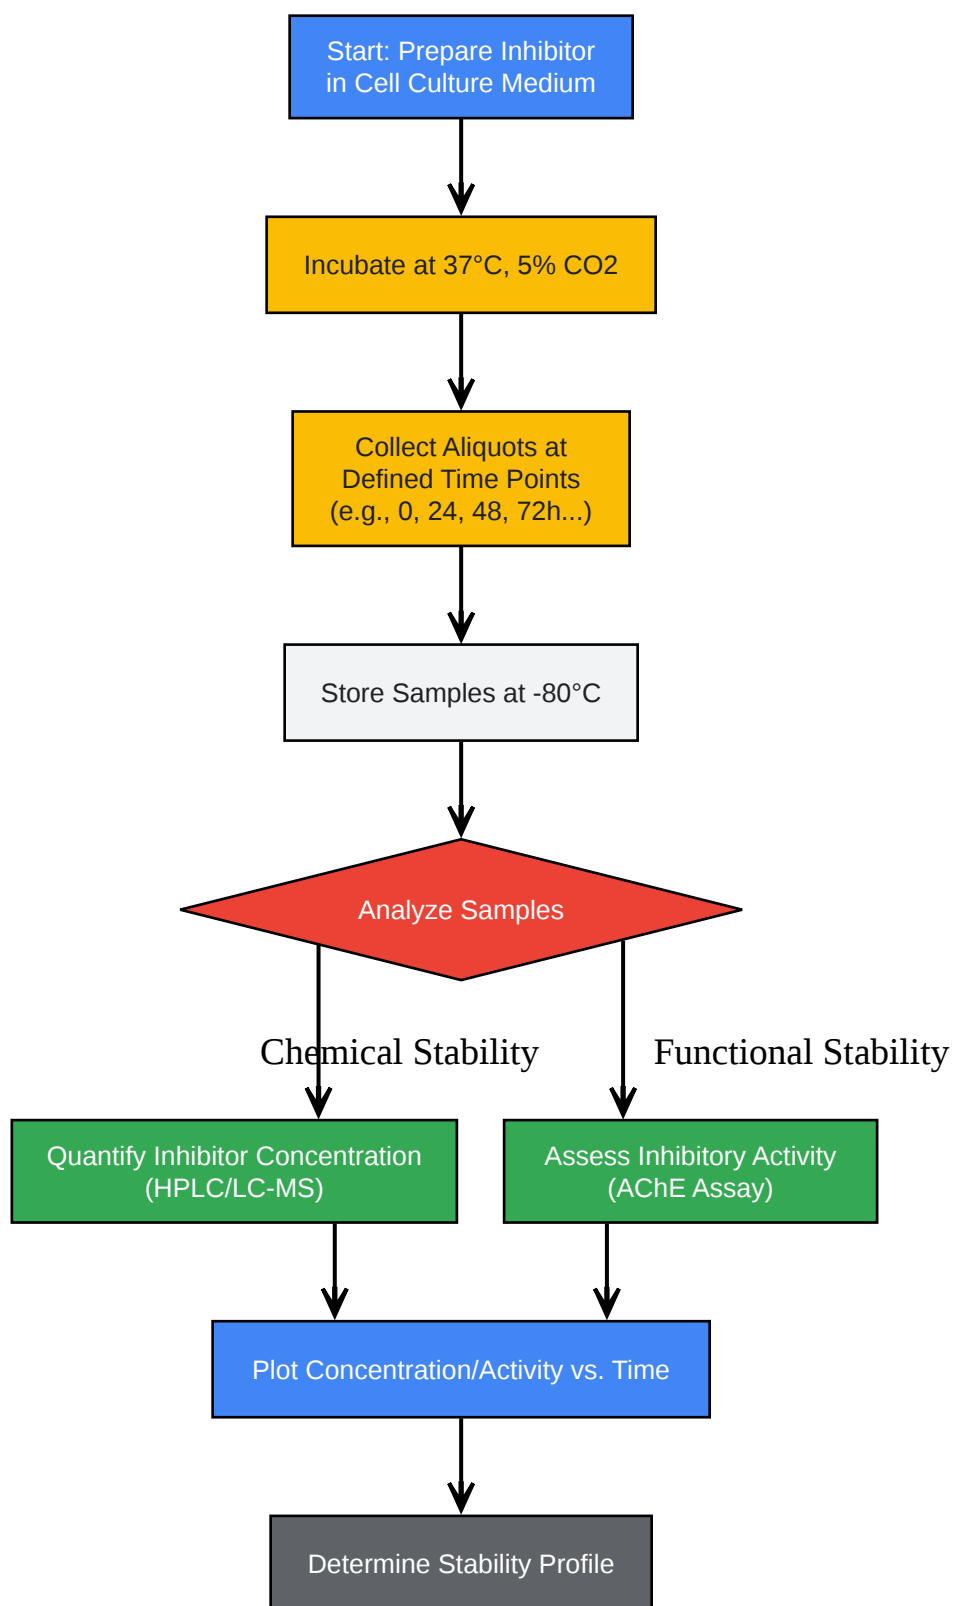 Start: Prepare Inhibitor
in Cell Culture Medium
Incubate at 37°C, 5% CO2
Collect Aliquots at
Defined Time Points
(e.g., 0, 24, 48, 72h...)
Store Samples at -80°C
Analyze Samples
Chemical Stability
Functional Stability
Quantify Inhibitor Concentration
(HPLC/LC-MS)
Assess Inhibitory Activity
(AChE Assay)
Plot Concentration/Activity vs. Time
Determine Stability Profile